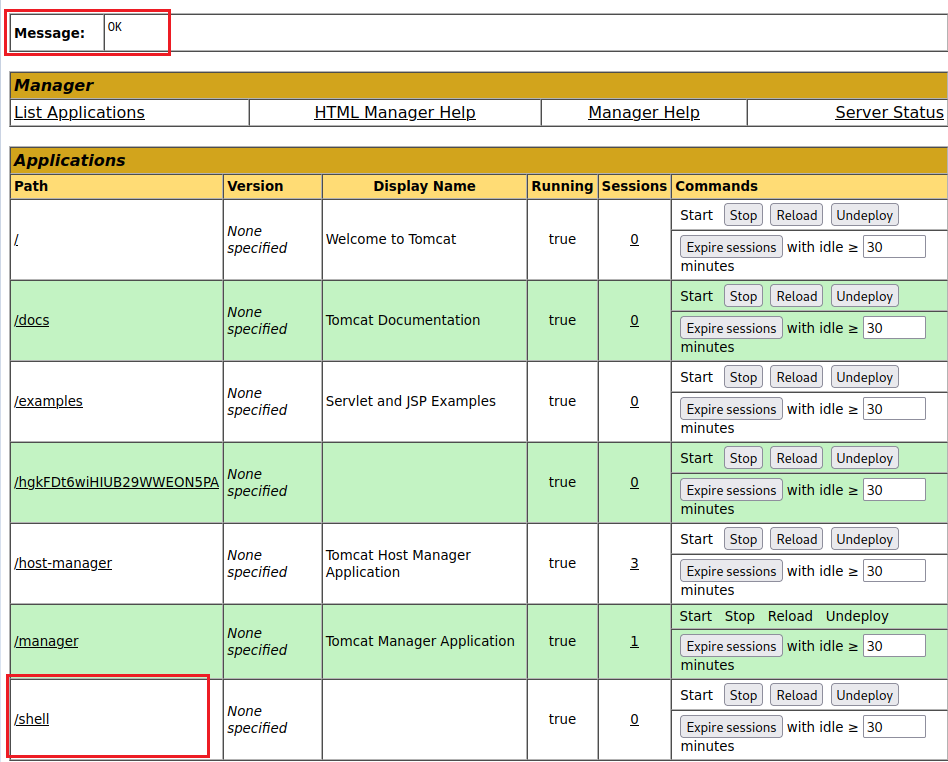 Message: OK
Manager
List Applications HTML Manager Help Manager Help Server Status
Applications
Path Version Display Name Running Sessions Commands
/ None specified Welcome to Tomcat true 0 Start Stop Reload Undeploy
Expire sessions with idle ≥ 30 minutes
/docs None specified Tomcat Documentation true 0 Start Stop Reload Undeploy
Expire sessions with idle ≥ 30 minutes
/examples None specified Servlet and JSP Examples true 0 Start Stop Reload Undeploy
Expire sessions with idle ≥ 30 minutes
/hgkFDt6wiHIUB29WWEON5PA None specified true 0 Start Stop Reload Undeploy
Expire sessions with idle ≥ 30 minutes
/host-manager None specified Tomcat Host Manager Application true 3 Start Stop Reload Undeploy
Expire sessions with idle ≥ 30 minutes
/manager None specified Tomcat Manager Application true 1 Start Stop Reload Undeploy
Expire sessions with idle ≥ 30 minutes
/shell None specified true 0 Start Stop Reload Undeploy
Expire sessions with idle ≥ 30 minutes